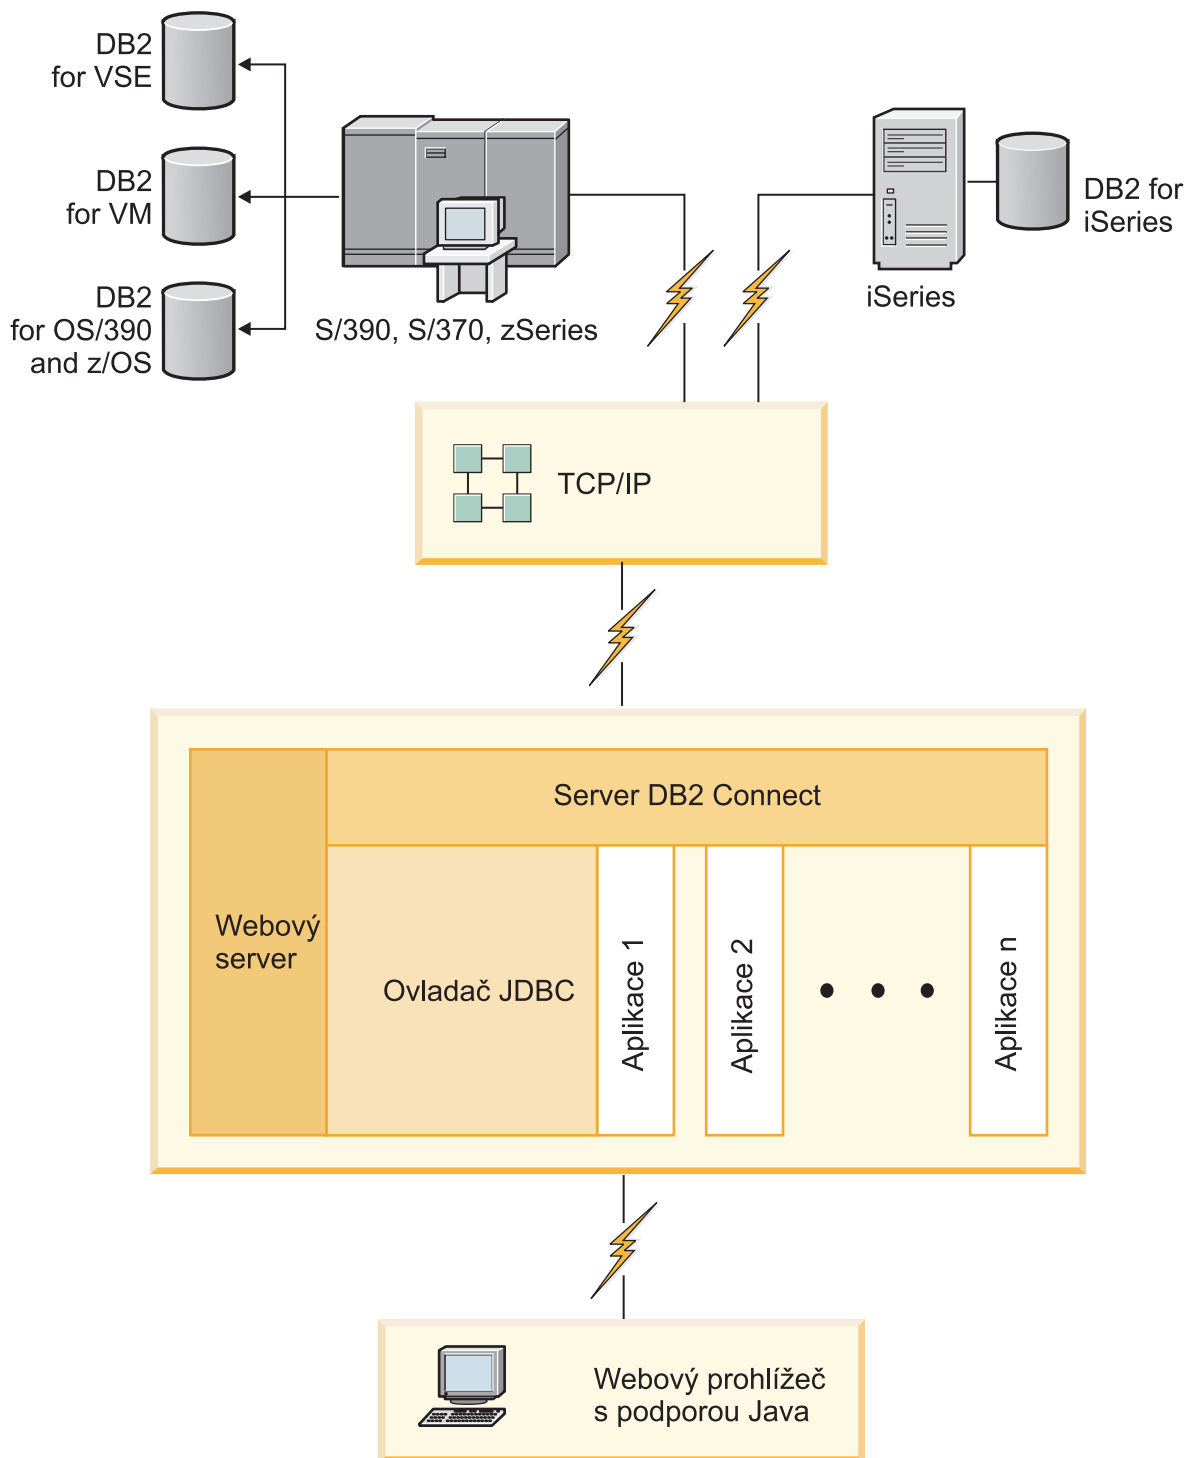 DB2
for VSE
DB2
for VM
DB2
for OS/390
and z/OS
S/390, S/370, zSeries
iSeries
DB2 for
iSeries
TCP/IP
Server DB2 Connect
Webový
server
Ovladač JDBC
Aplikace 1
Aplikace 2
Aplikace n
Webový prohlížeč
s podporou Java